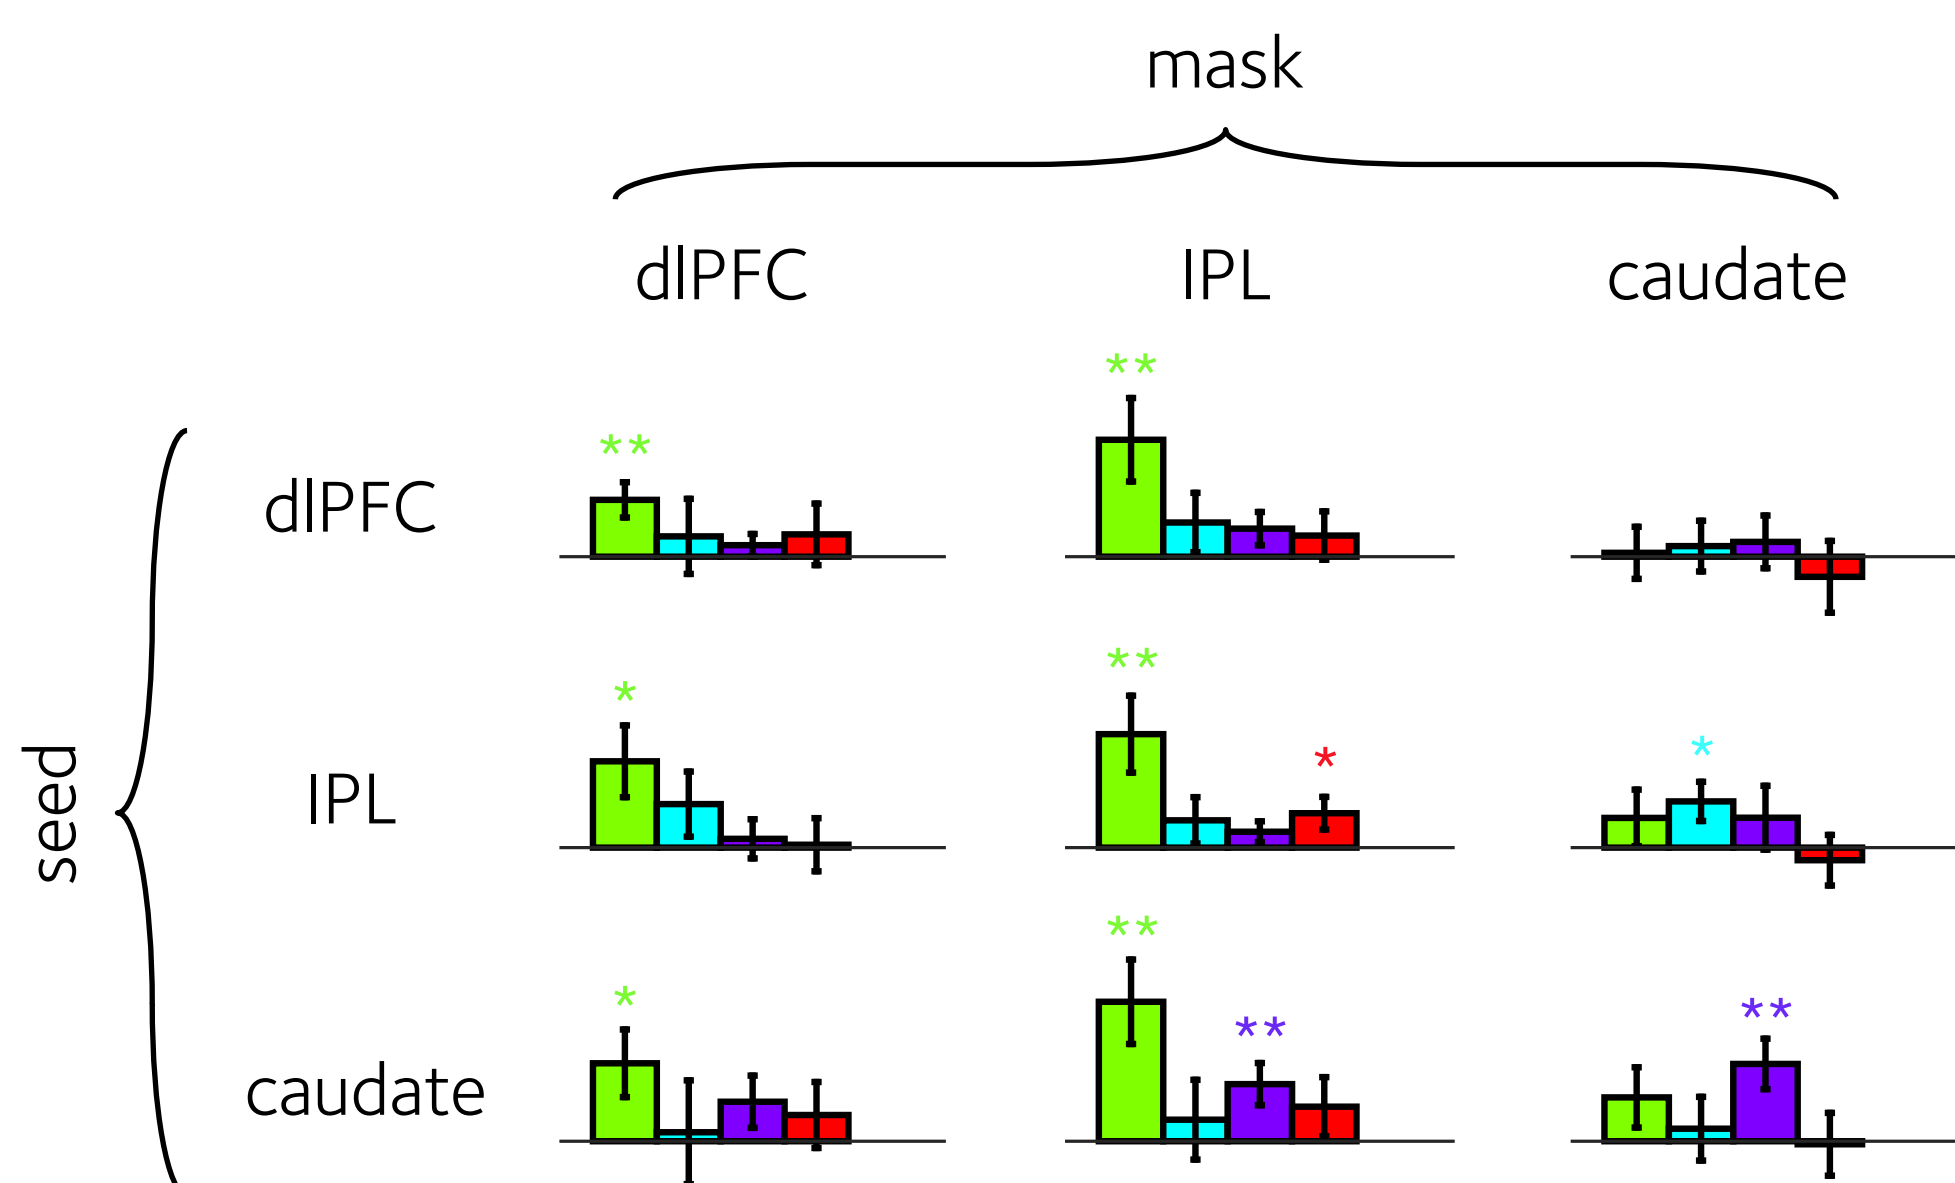 mask
dlPFC IPL caudate
**
**
dlPFC
**
* *
IPL
*
**
seed
*
**
* **
caudate